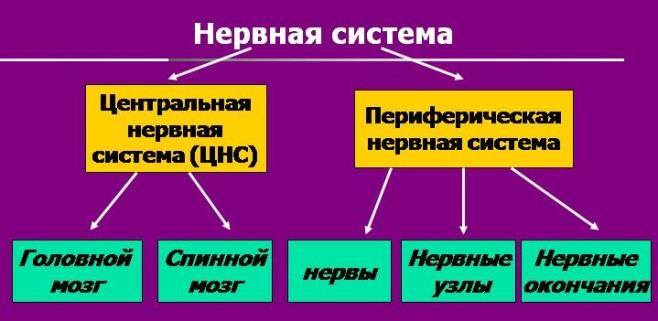 Нервная система
Центральная
нервная
система (ЦНС)
Периферическая
нервная система
Головной
мозг
Спинной
мозг
нервы
Нервные
узлы
Нервные
окончания